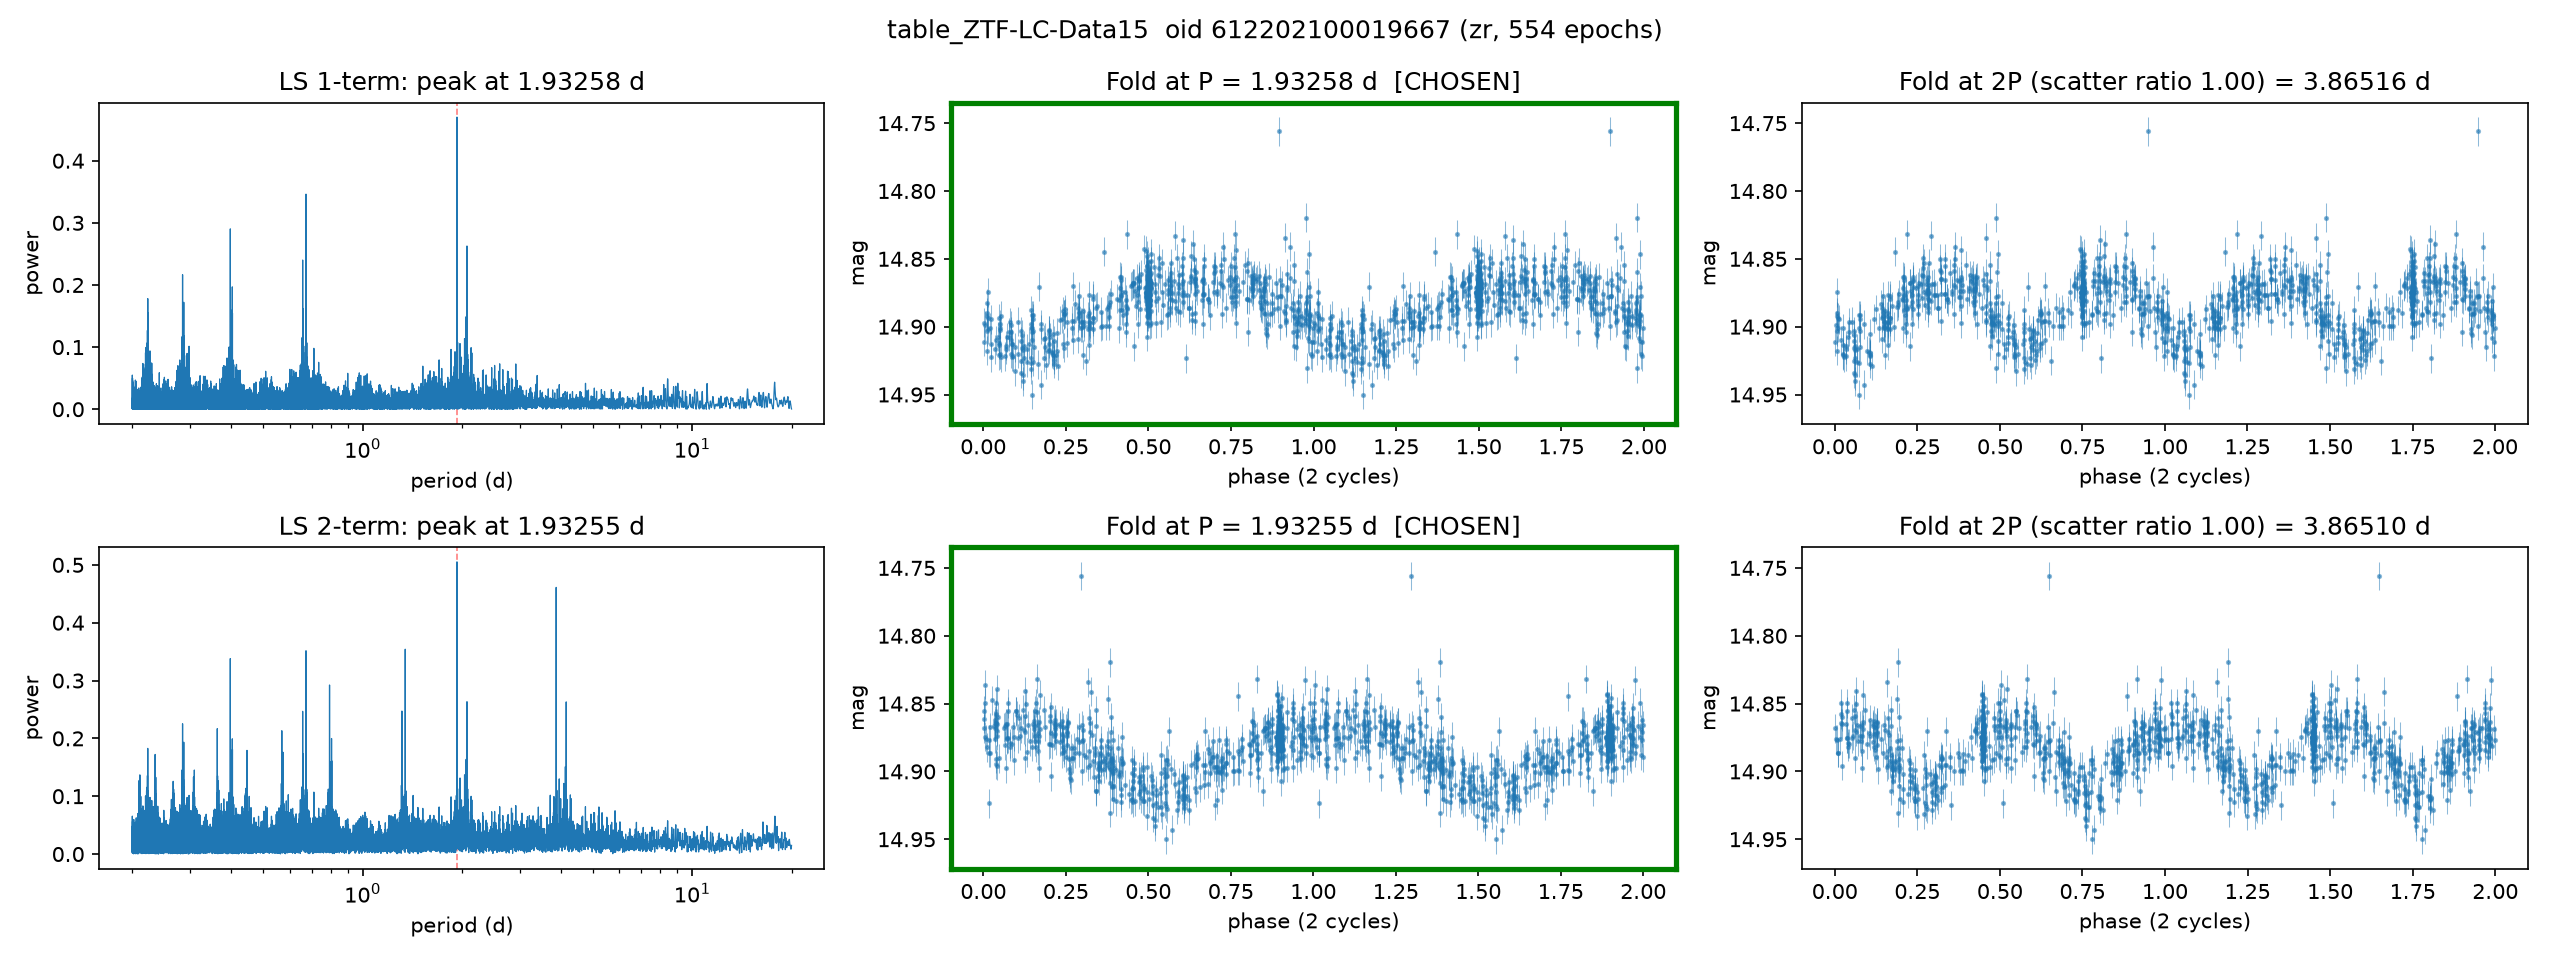 table_ZTF-LC-Data15 oid 612202100019667 (zr, 554 epochs)
LS 1-term: peak at 1.93258 d
power
0.4
0.3
0.2
0.1
0.0
10⁰
10¹
period (d)
Fold at P = 1.93258 d [CHOSEN]
mag
14.75
14.80
14.85
14.90
14.95
0.00 0.25 0.50 0.75 1.00 1.25 1.50 1.75 2.00
phase (2 cycles)
Fold at 2P (scatter ratio 1.00) = 3.86516 d
mag
14.75
14.80
14.85
14.90
14.95
0.00 0.25 0.50 0.75 1.00 1.25 1.50 1.75 2.00
phase (2 cycles)
LS 2-term: peak at 1.93255 d
power
0.5
0.4
0.3
0.2
0.1
0.0
10⁰
10¹
period (d)
Fold at P = 1.93255 d [CHOSEN]
mag
14.75
14.80
14.85
14.90
14.95
0.00 0.25 0.50 0.75 1.00 1.25 1.50 1.75 2.00
phase (2 cycles)
Fold at 2P (scatter ratio 1.00) = 3.86510 d
mag
14.75
14.80
14.85
14.90
14.95
0.00 0.25 0.50 0.75 1.00 1.25 1.50 1.75 2.00
phase (2 cycles)